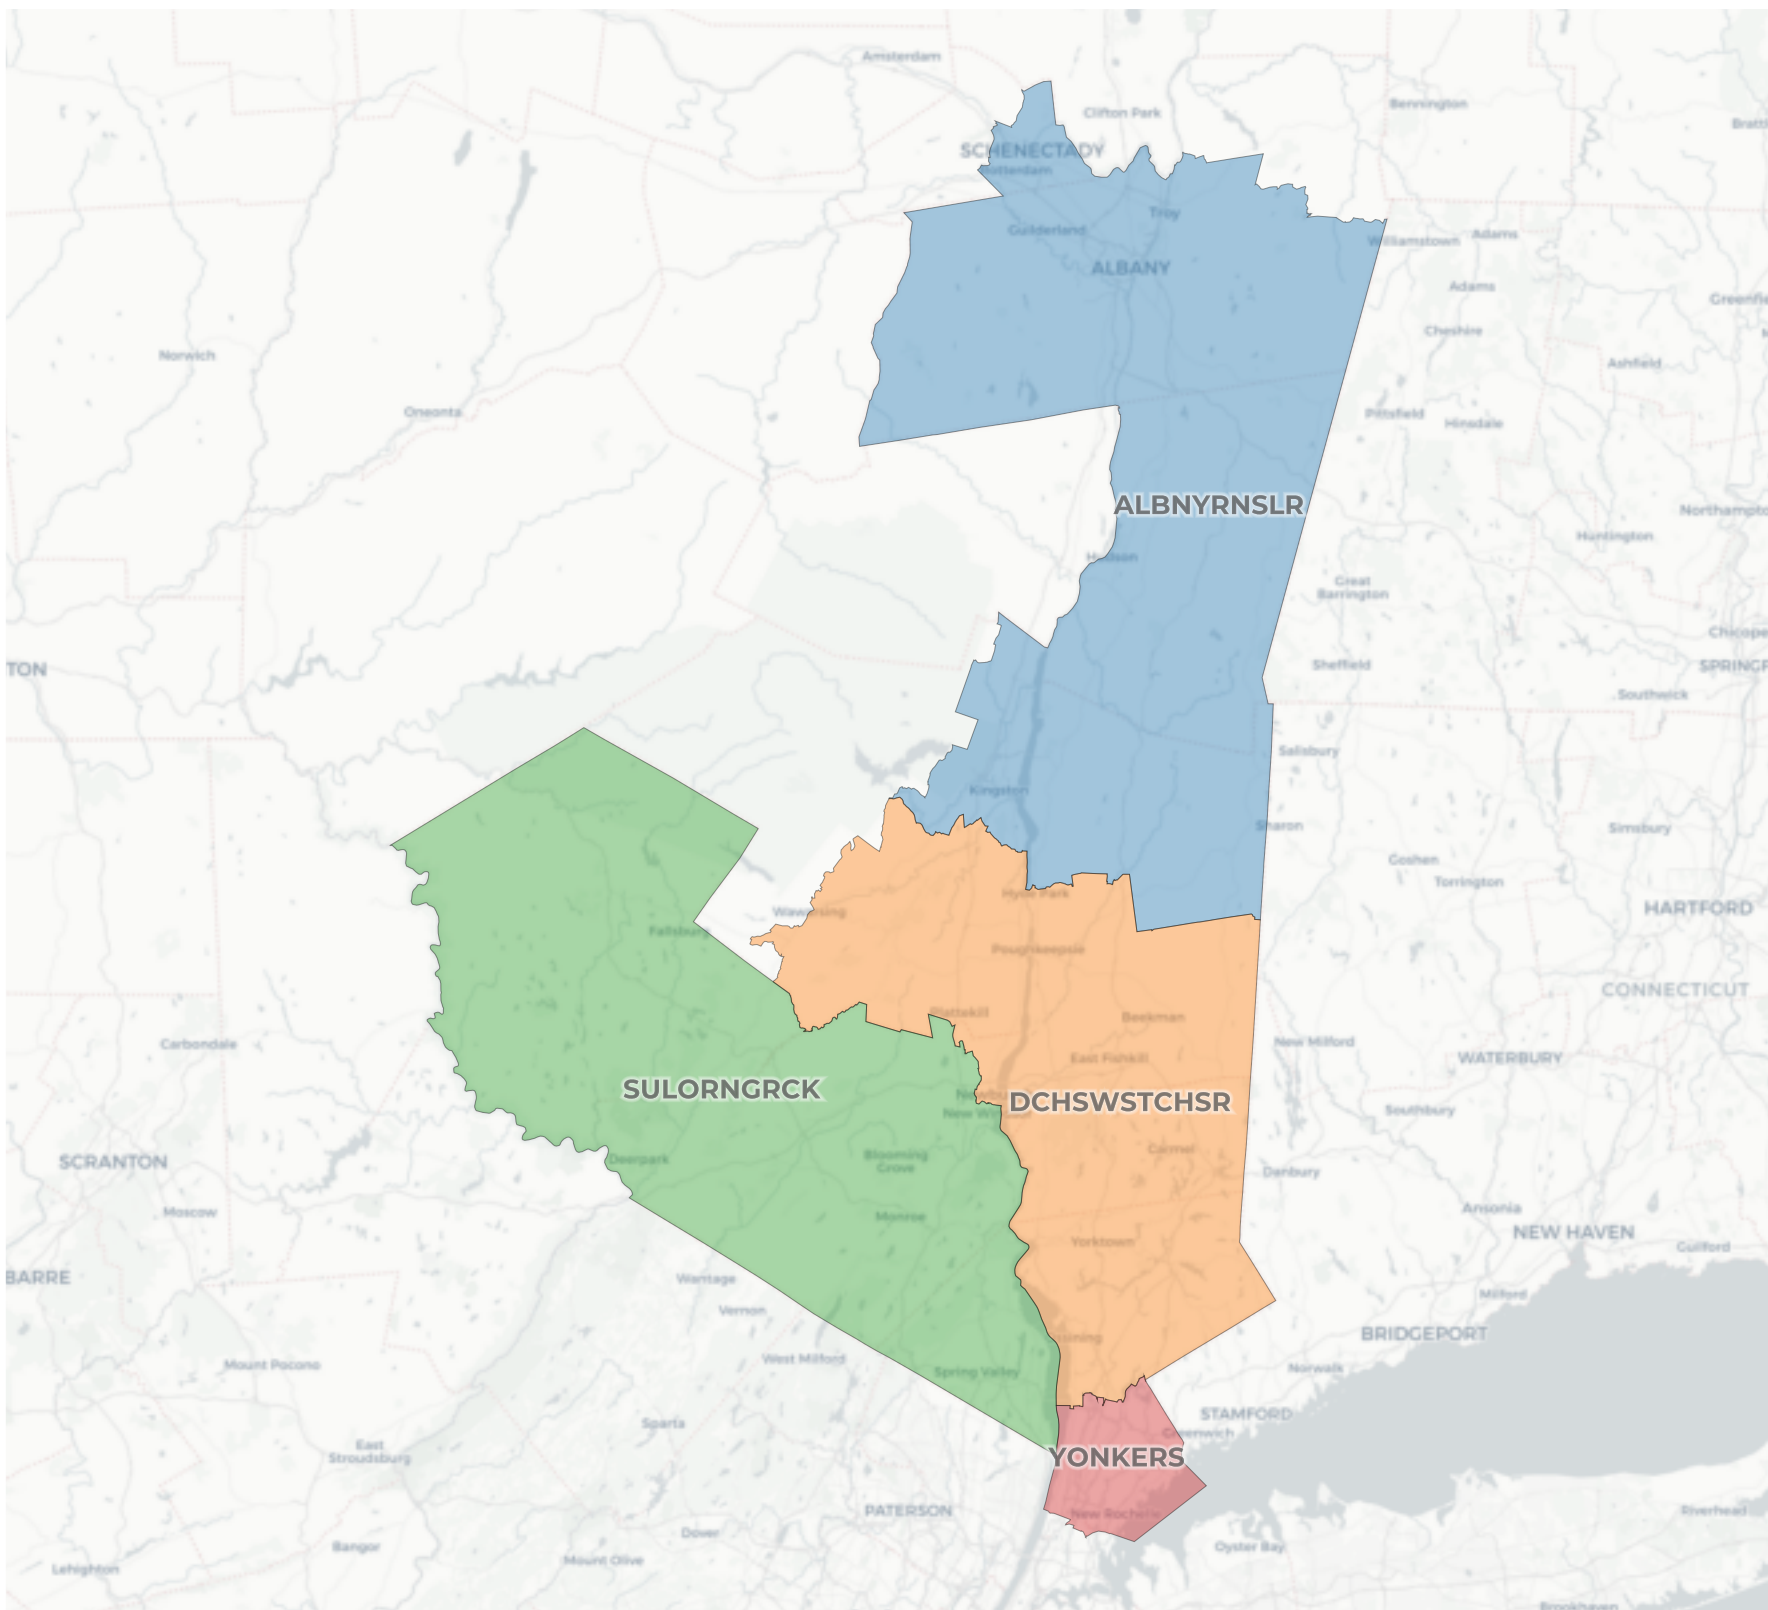 Amsterdam
Clifton Park
Bennington
SCHENECTADY
Rotterdam
Troy
Guilderland
Williamstown
Adams
ALBANY
Adams
Cheshire
Norwich
Ashfield
Oneonta
Pittsfield
Hinsdale
ALBNYRNSLR
Huntington
Hudson
Great
Barrington
Sheffield
TON
Southwick
Salisbury
Kingston
Sharon
Simsbury
Goshen
Torrington
Hyde Park
HARTFORD
Wawarsing
Fallsburg
Poughkeepsie
CONNECTICUT
Plattekill
Beekman
Carbondale
New Milford
East Fishkill
WATERBURY
SULORNGRCK
DCHSWSTCHSR
Southbury
SCRANTON
Blooming
Grove
Deerpark
Carmel
Danbury
Moscow
Ansonia
Monroe
NEW HAVEN
Yorktown
Guilford
BARRE
Wantage
Vernon
Milford
BRIDGEPORT
Mount Pocono
West Milford
Spring Valley
Norwalk
STAMFORD
Sparta
Greenwich
East
Stroudsburg
YONKERS
PATERSON
New Rochelle
Riverhead
Dover
Bangor
Mount Olive
Oyster Bay
Lehighton
Brookhaven